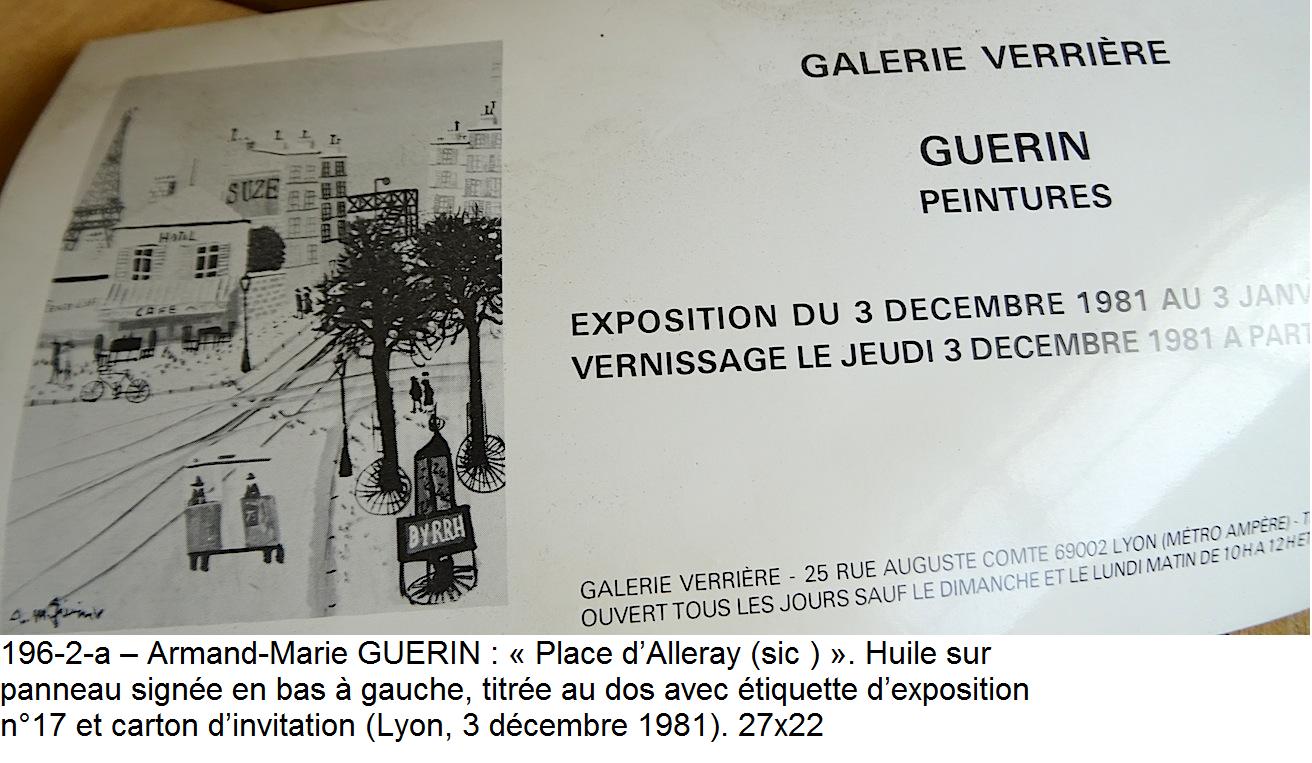 GALERIE VERRIÈRE
GUERIN
PEINTURES
EXPOSITION DU 3 DECEMBRE 1981 AU 3 JANV
VERNISSAGE LE JEUDI 3 DECEMBRE 1981 A PART
GALERIE VERRIÈRE - 25 RUE AUGUSTE COMTE 69002 LYON (MÉTRO AMPÈRE) - T
OUVERT TOUS LES JOURS SAUF LE DIMANCHE ET LE LUNDI MATIN DE 10H A 12H ET
SUZE
HOTEL
CAFE
BYRRH
196-2-a – Armand-Marie GUERIN : « Place d’Alleray (sic ) ». Huile sur
panneau signée en bas à gauche, titrée au dos avec étiquette d’exposition
n°17 et carton d’invitation (Lyon, 3 décembre 1981). 27x22